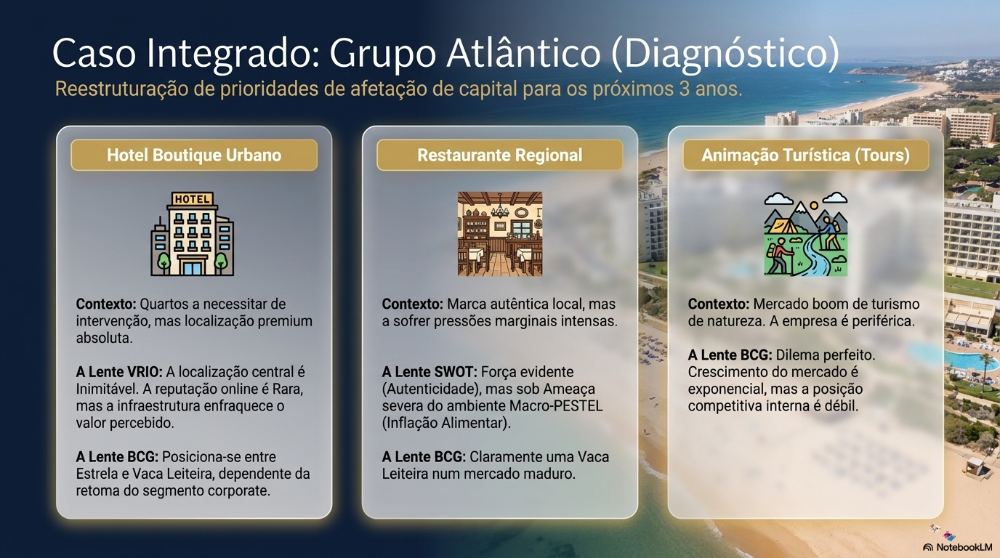 Caso Integrado: Grupo Atlântico (Diagnóstico)
Reestruturação de prioridades de afetação de capital para os próximos 3 anos.
Hotel Boutique Urbano
HOTEL
Contexto: Quartos a necessitar de
intervenção, mas localização premium
absoluta.
A Lente VRIO: A localização central é
Inimitável. A reputação online é Rara,
mas a infraestrutura enfraquece o
valor percebido.
A Lente BCG: Posiciona-se entre
Estrela e Vaca Leiteira, dependente da
retoma do segmento corporate.
Restaurante Regional
Contexto: Marca autêntica local, mas
a sofrer pressões marginais intensas.
A Lente SWOT: Força evidente
(Autenticidade), mas sob Ameaça
severa do ambiente Macro-PESTEL
(Inflação Alimentar).
A Lente BCG: Claramente uma Vaca
Leiteira num mercado maduro.
Animação Turística (Tours)
Contexto: Mercado boom de turismo
de natureza. A empresa é periférica.
A Lente BCG: Dilema perfeito.
Crescimento do mercado é
exponencial, mas a posição
competitiva interna é débil.
NotebookLM